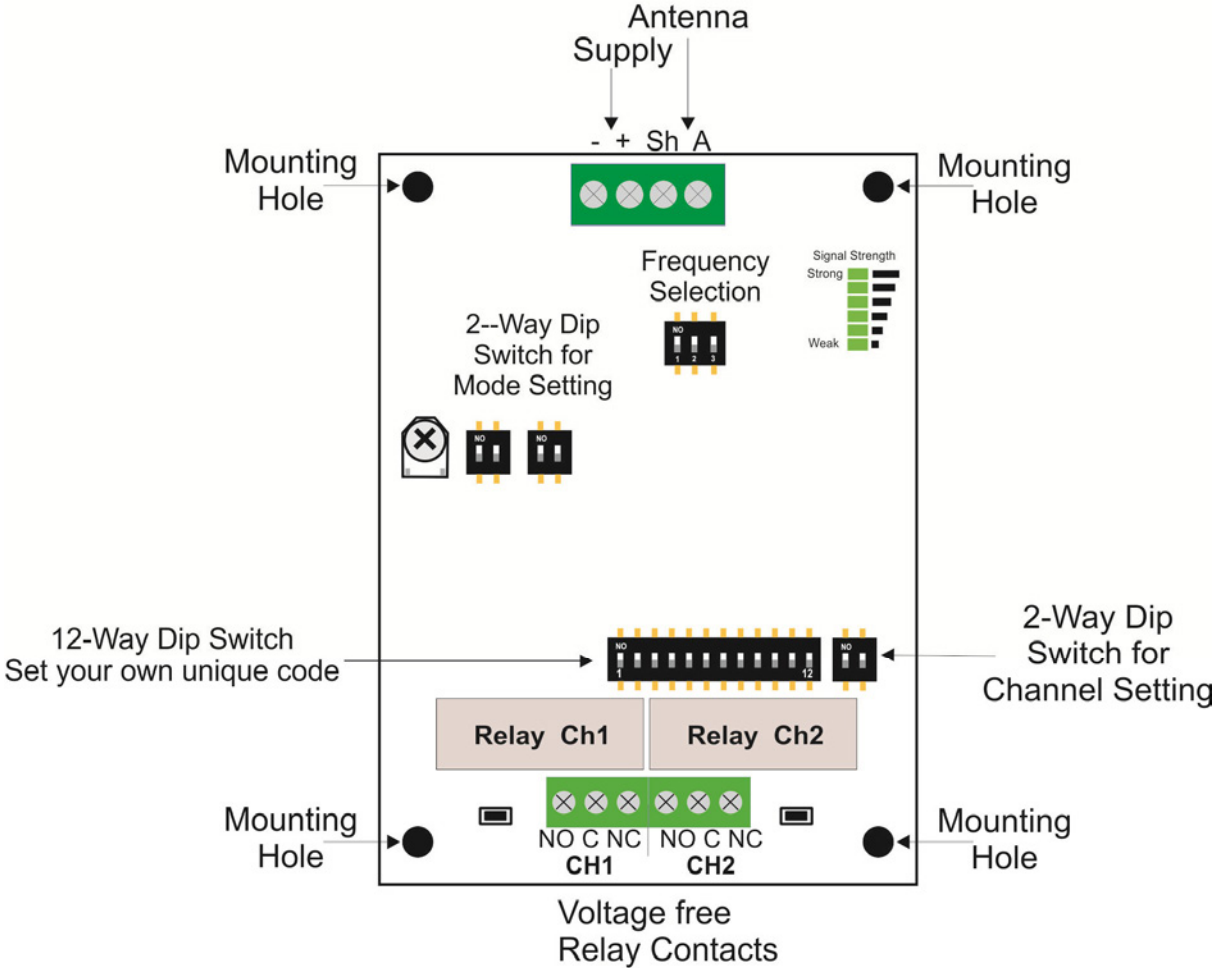 Antenna
Supply
- + Sh A
Mounting
Hole
Mounting
Hole
Frequency
Selection
NO
1 2 3
Signal Strength
Strong
Weak
2--Way Dip
Switch for
Mode Setting
NO
NO
12-Way Dip Switch
Set your own unique code
NO
1 12
NO
2-Way Dip
Switch for
Channel Setting
Relay Ch1
Relay Ch2
Mounting
Hole
NO C NC
CH1
NO C NC
CH2
Mounting
Hole
Voltage free
Relay Contacts